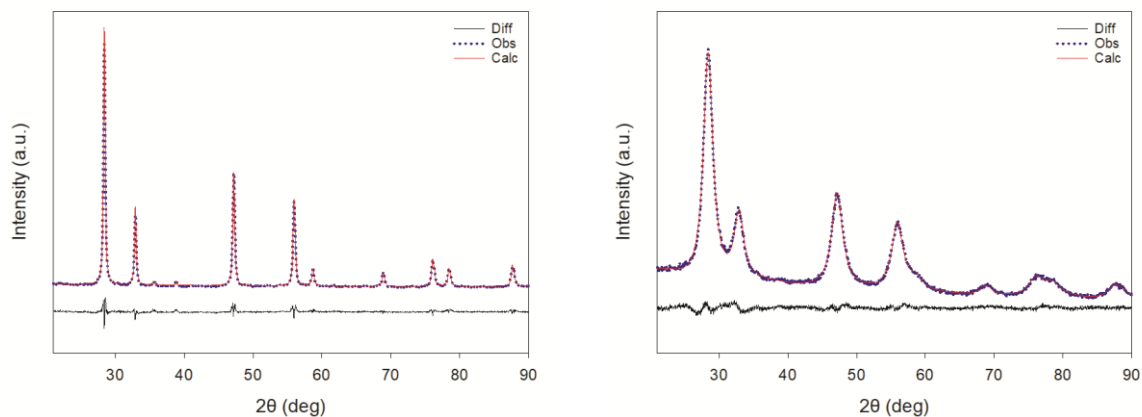 Diff
Obs
Calc
Intensity (a.u.)
30 40 50 60 70 80 90
2θ (deg)
Diff
Obs
Calc
Intensity (a.u.)
30 40 50 60 70 80 90
2θ (deg)